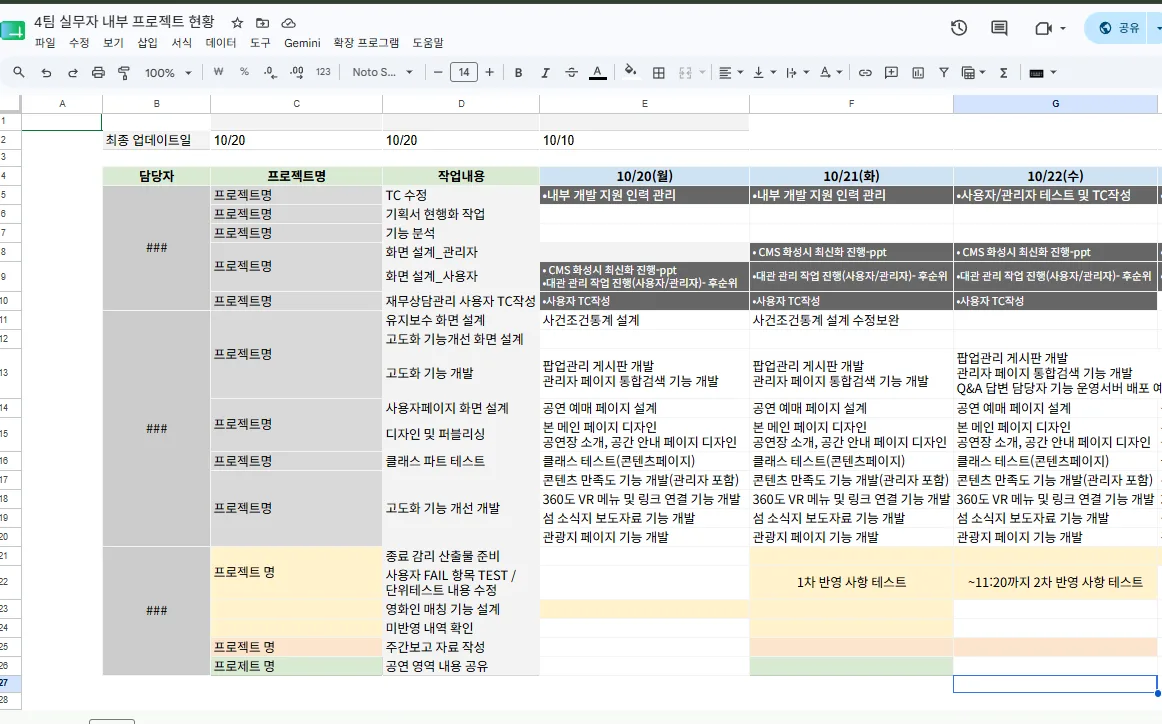 4팀 실무자 내부 프로젝트 현황
파일 수정 보기 삽입 서식 데이터 도구 Gemini 확장 프로그램 도움말
공유
100% ₩ % .0 .00 123 Noto S... 14 B I A
A B C D E F G
1
2 최종 업데이트일 10/20 10/20 10/10
3
4 담당자 프로젝트명 작업내용 10/20(월) 10/21(화) 10/22(수)
5 프로젝트명 TC 수정 •내부 개발 지원 인력 관리 •내부 개발 지원 인력 관리 •사용자/관리자 테스트 및 TC작성
6 프로젝트명 기획서 현행화 작업
7 프로젝트명 기능 분석
###
8 화면 설계_관리자 • CMS 화성시 최신화 진행-ppt • CMS 화성시 최신화 진행-ppt
프로젝트명
9 화면 설계_사용자 • CMS 화성시 최신화 진행-ppt
•대관 관리 작업 진행(사용자/관리자)- 후순위 •대관 관리 작업 진행(사용자/관리자)- 후순위 •대관 관리 작업 진행(사용자/관리자)- 후순위
10 프로젝트명 재무상담관리 사용자 TC작성 •사용자 TC작성 •사용자 TC작성 •사용자 TC작성
11 유지보수 화면 설계 사건조건통계 설계 사건조건통계 설계 수정보완
12 고도화 기능개선 화면 설계
프로젝트명
13 고도화 기능 개발 팝업관리 게시판 개발
관리자 페이지 통합검색 기능 개발 팝업관리 게시판 개발
관리자 페이지 통합검색 기능 개발 팝업관리 게시판 개발
관리자 페이지 통합검색 기능 개발
Q&A 답변 담당자 기능 운영서버 배포 예
14 사용자페이지 화면 설계 공연 예매 페이지 설계 공연 예매 페이지 설계 공연 예매 페이지 설계
프로젝트명
###
15 디자인 및 퍼블리싱 본 메인 페이지 디자인
공연장 소개, 공간 안내 페이지 디자인 본 메인 페이지 디자인
공연장 소개, 공간 안내 페이지 디자인 본 메인 페이지 디자인
공연장 소개, 공간 안내 페이지 디자인
16 프로젝트명 클래스 파트 테스트 클래스 테스트(콘텐츠페이지) 클래스 테스트(콘텐츠페이지) 클래스 테스트(콘텐츠페이지)
17 콘텐츠 만족도 기능 개발(관리자 포함) 콘텐츠 만족도 기능 개발(관리자 포함) 콘텐츠 만족도 기능 개발(관리자 포함)
18 360도 VR 메뉴 및 링크 연결 기능 개발 360도 VR 메뉴 및 링크 연결 기능 개발 360도 VR 메뉴 및 링크 연결 기능 개발
프로젝트명 고도화 기능 개선 개발
19 섬 소식지 보도자료 기능 개발 섬 소식지 보도자료 기능 개발 섬 소식지 보도자료 기능 개발
20 관광지 페이지 기능 개발 관광지 페이지 기능 개발 관광지 페이지 기능 개발
21 종료 감리 산출물 준비
프로젝트 명
22 사용자 FAIL 항목 TEST /
단위테스트 내용 수정 1차 반영 사항 테스트 ~11:20까지 2차 반영 사항 테스트
23 영화인 매칭 기능 설계
###
24 미반영 내역 확인
25 프로젝트 명 주간보고 자료 작성
26 프로제트 명 공연 영역 내용 공유
27
28